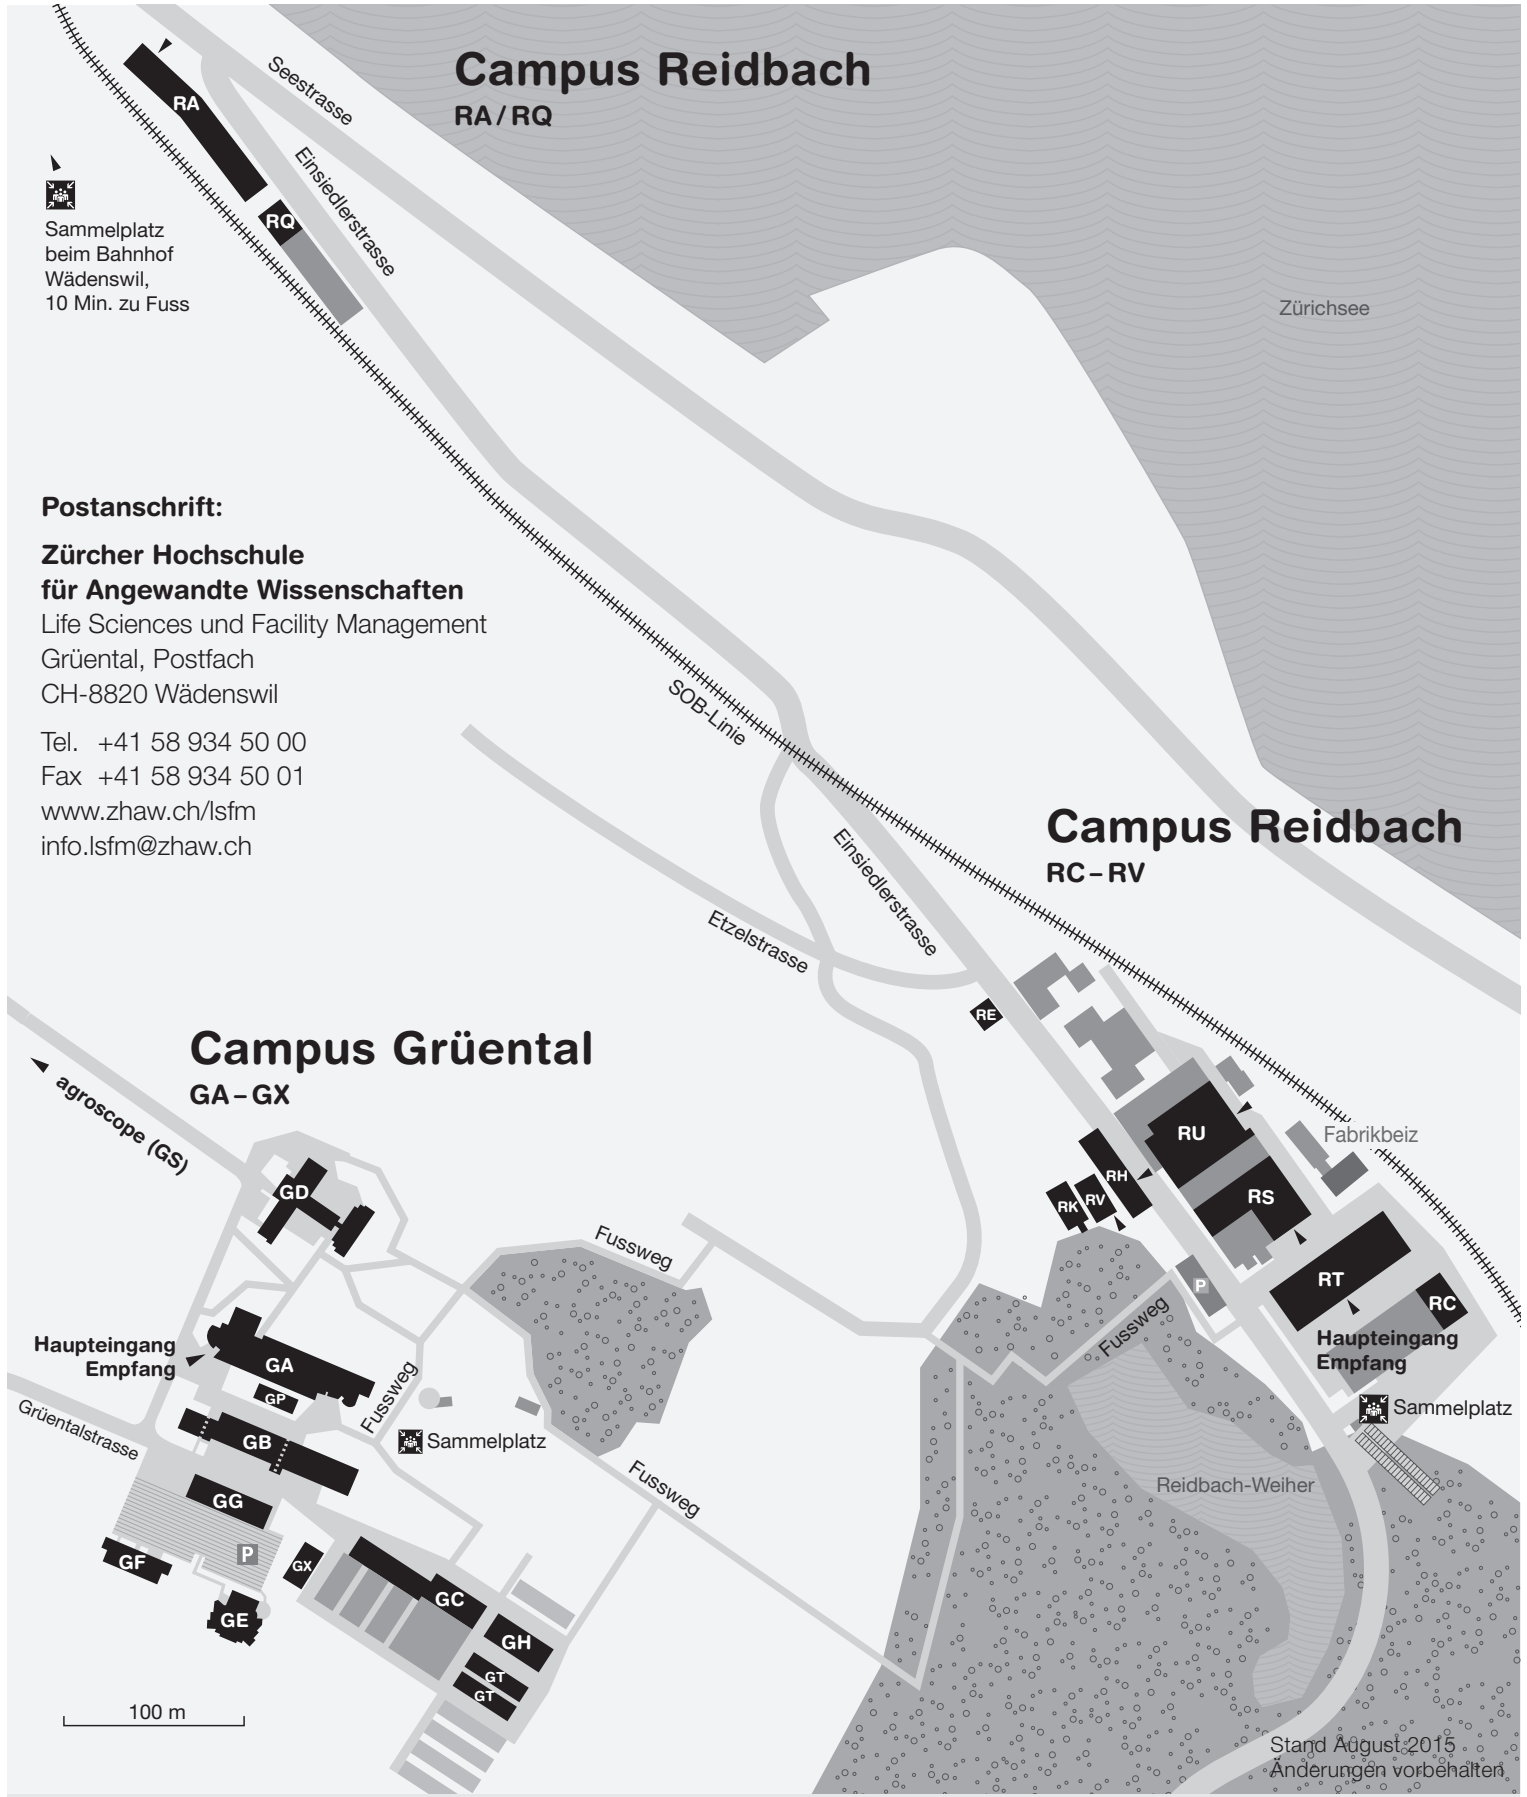 Campus Reidbach
RA / RQ
Seestrasse
RA
Einsiedlerstrasse
RQ
Sammelplatz
beim Bahnhof
Wädenswil,
10 Min. zu Fuss
Zürichsee
Postanschrift:
Zürcher Hochschule
für Angewandte Wissenschaften
Life Sciences und Facility Management
Grüental, Postfach
CH-8820 Wädenswil
Tel. +41 58 934 50 00
Fax +41 58 934 50 01
www.zhaw.ch/lsfm
info.lsfm@zhaw.ch
SOB-Linie
Campus Reidbach
RC – RV
Einsiedlerstrasse
Etzelstrasse
RE
Campus Grüental
GA – GX
agroscope (GS)
RU
Fabrikbeiz
RH
RV
RK
RS
GD
Fussweg
P
RT
RC
Fussweg
Haupteingang
Empfang
Haupteingang
Empfang
GA
GP
Fussweg
Grüentalstrasse
GB
Sammelplatz
Sammelplatz
Fussweg
Reidbach-Weiher
GG
P
GF
GX
GC
GE
GH
GT
GT
100 m
Stand August 2015
Änderungen vorbehalten